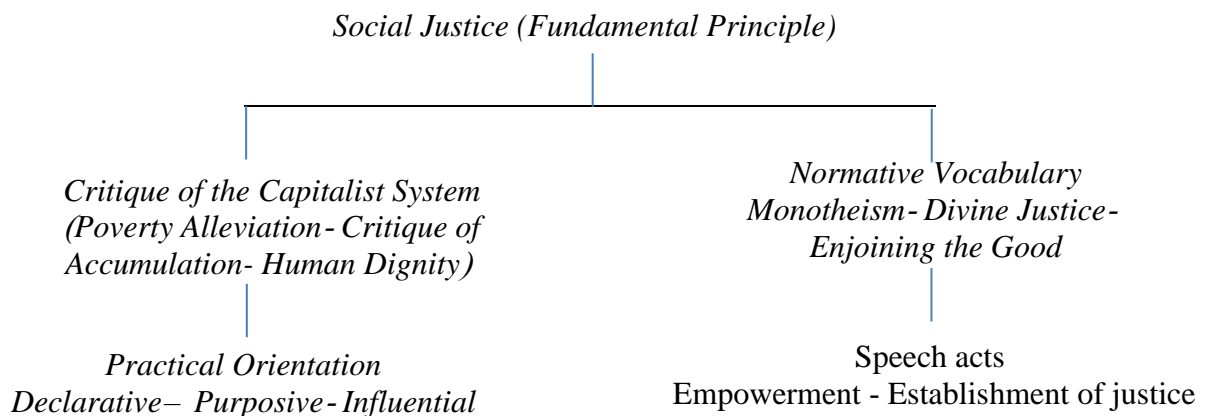 Social Justice (Fundamental Principle)
Critique of the Capitalist System
(Poverty Alleviation- Critique of
Accumulation- Human Dignity)
Normative Vocabulary
Monotheism- Divine Justice-
Enjoining the Good
Practical Orientation
Declarative– Purposive- Influential
Speech acts
Empowerment - Establishment of justice